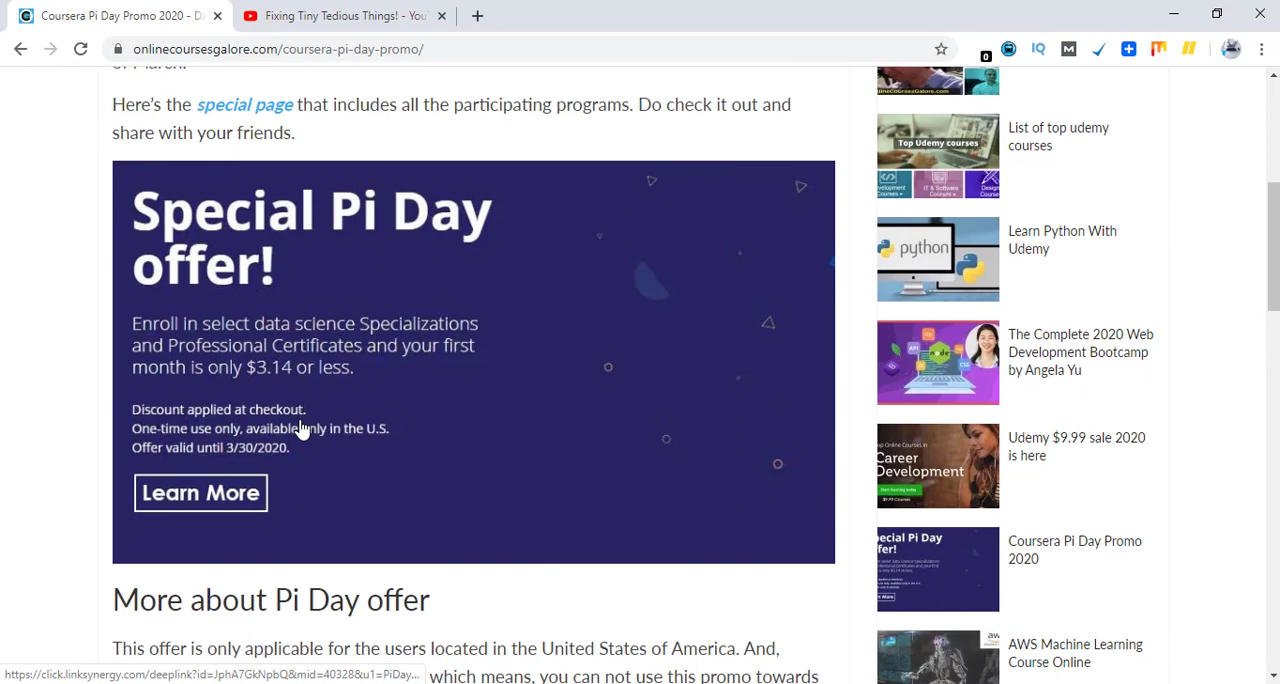 Coursera Pi Day Promo 2020 - D
Fixing Tiny Tedious Things! - You
onlinecoursesgalore.com/coursera-pi-day-promo/
IQ
M
0
Here's the special page that includes all the participating programs. Do check it out and
share with your friends.
Special Pi Day
offer!
Enroll in select data science Specializations
and Professional Certificates and your first
month is only $3.14 or less.
Discount applied at checkout.
One-time use only, available only in the U.S.
Offer valid until 3/30/2020.
Learn More
More about Pi Day offer
This offer is only applicable for the users located in the United States of America. And,
which means, you can not use this promo towards
https://click.linksynergy.com/deeplink?id=JphA7GkNpbQ&mid=40328&u1=PiDay...
Top Udemy courses
List of top udemy
courses
python
Learn Python With
Udemy
API
CSS
The Complete 2020 Web
Development Bootcamp
by Angela Yu
Career
Development
Udemy $9.99 sale 2020
is here
Coursera Pi Day Promo
2020
AWS Machine Learning
Course Online